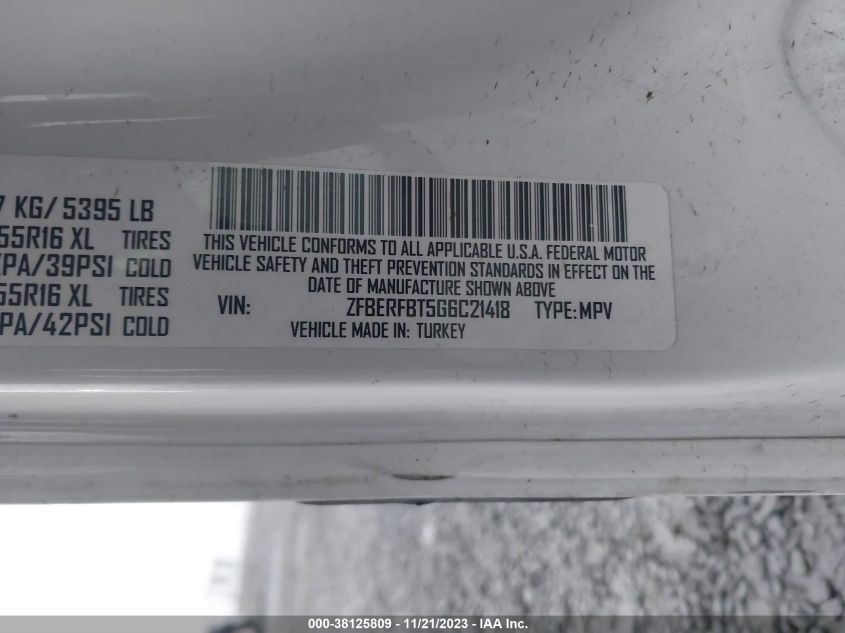 7 KG/ 5395 LB
55R16 XL TIRES
KPA/39PSI COLD
55R16 XL TIRES
PA/42PSI COLD
THIS VEHICLE CONFORMS TO ALL APPLICABLE U.S.A. FEDERAL MOTOR
VEHICLE SAFETY AND THEFT PREVENTION STANDARDS IN EFFECT ON THE
DATE OF MANUFACTURE SHOWN ABOVE
VIN: ZFBERFBT5G6C21418 TYPE: MPV
VEHICLE MADE IN: TURKEY
000-38125809 - 11/21/2023 - IAA Inc.